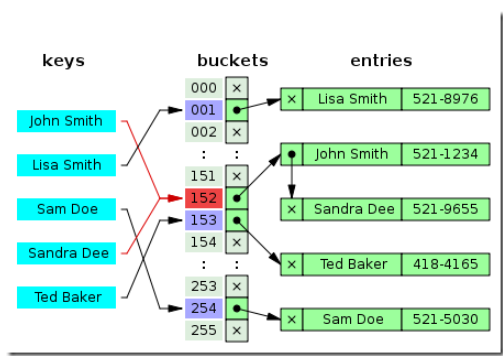 keys buckets entries
000 ×
001 × Lisa Smith 521-8976
002 ×
John Smith
: :
Lisa Smith
151 ×
John Smith 521-1234
152
Sam Doe
153 × Sandra Dee 521-9655
154 ×
Sandra Dee
: :
× Ted Baker 418-4165
253 ×
Ted Baker
254 × Sam Doe 521-5030
255 ×